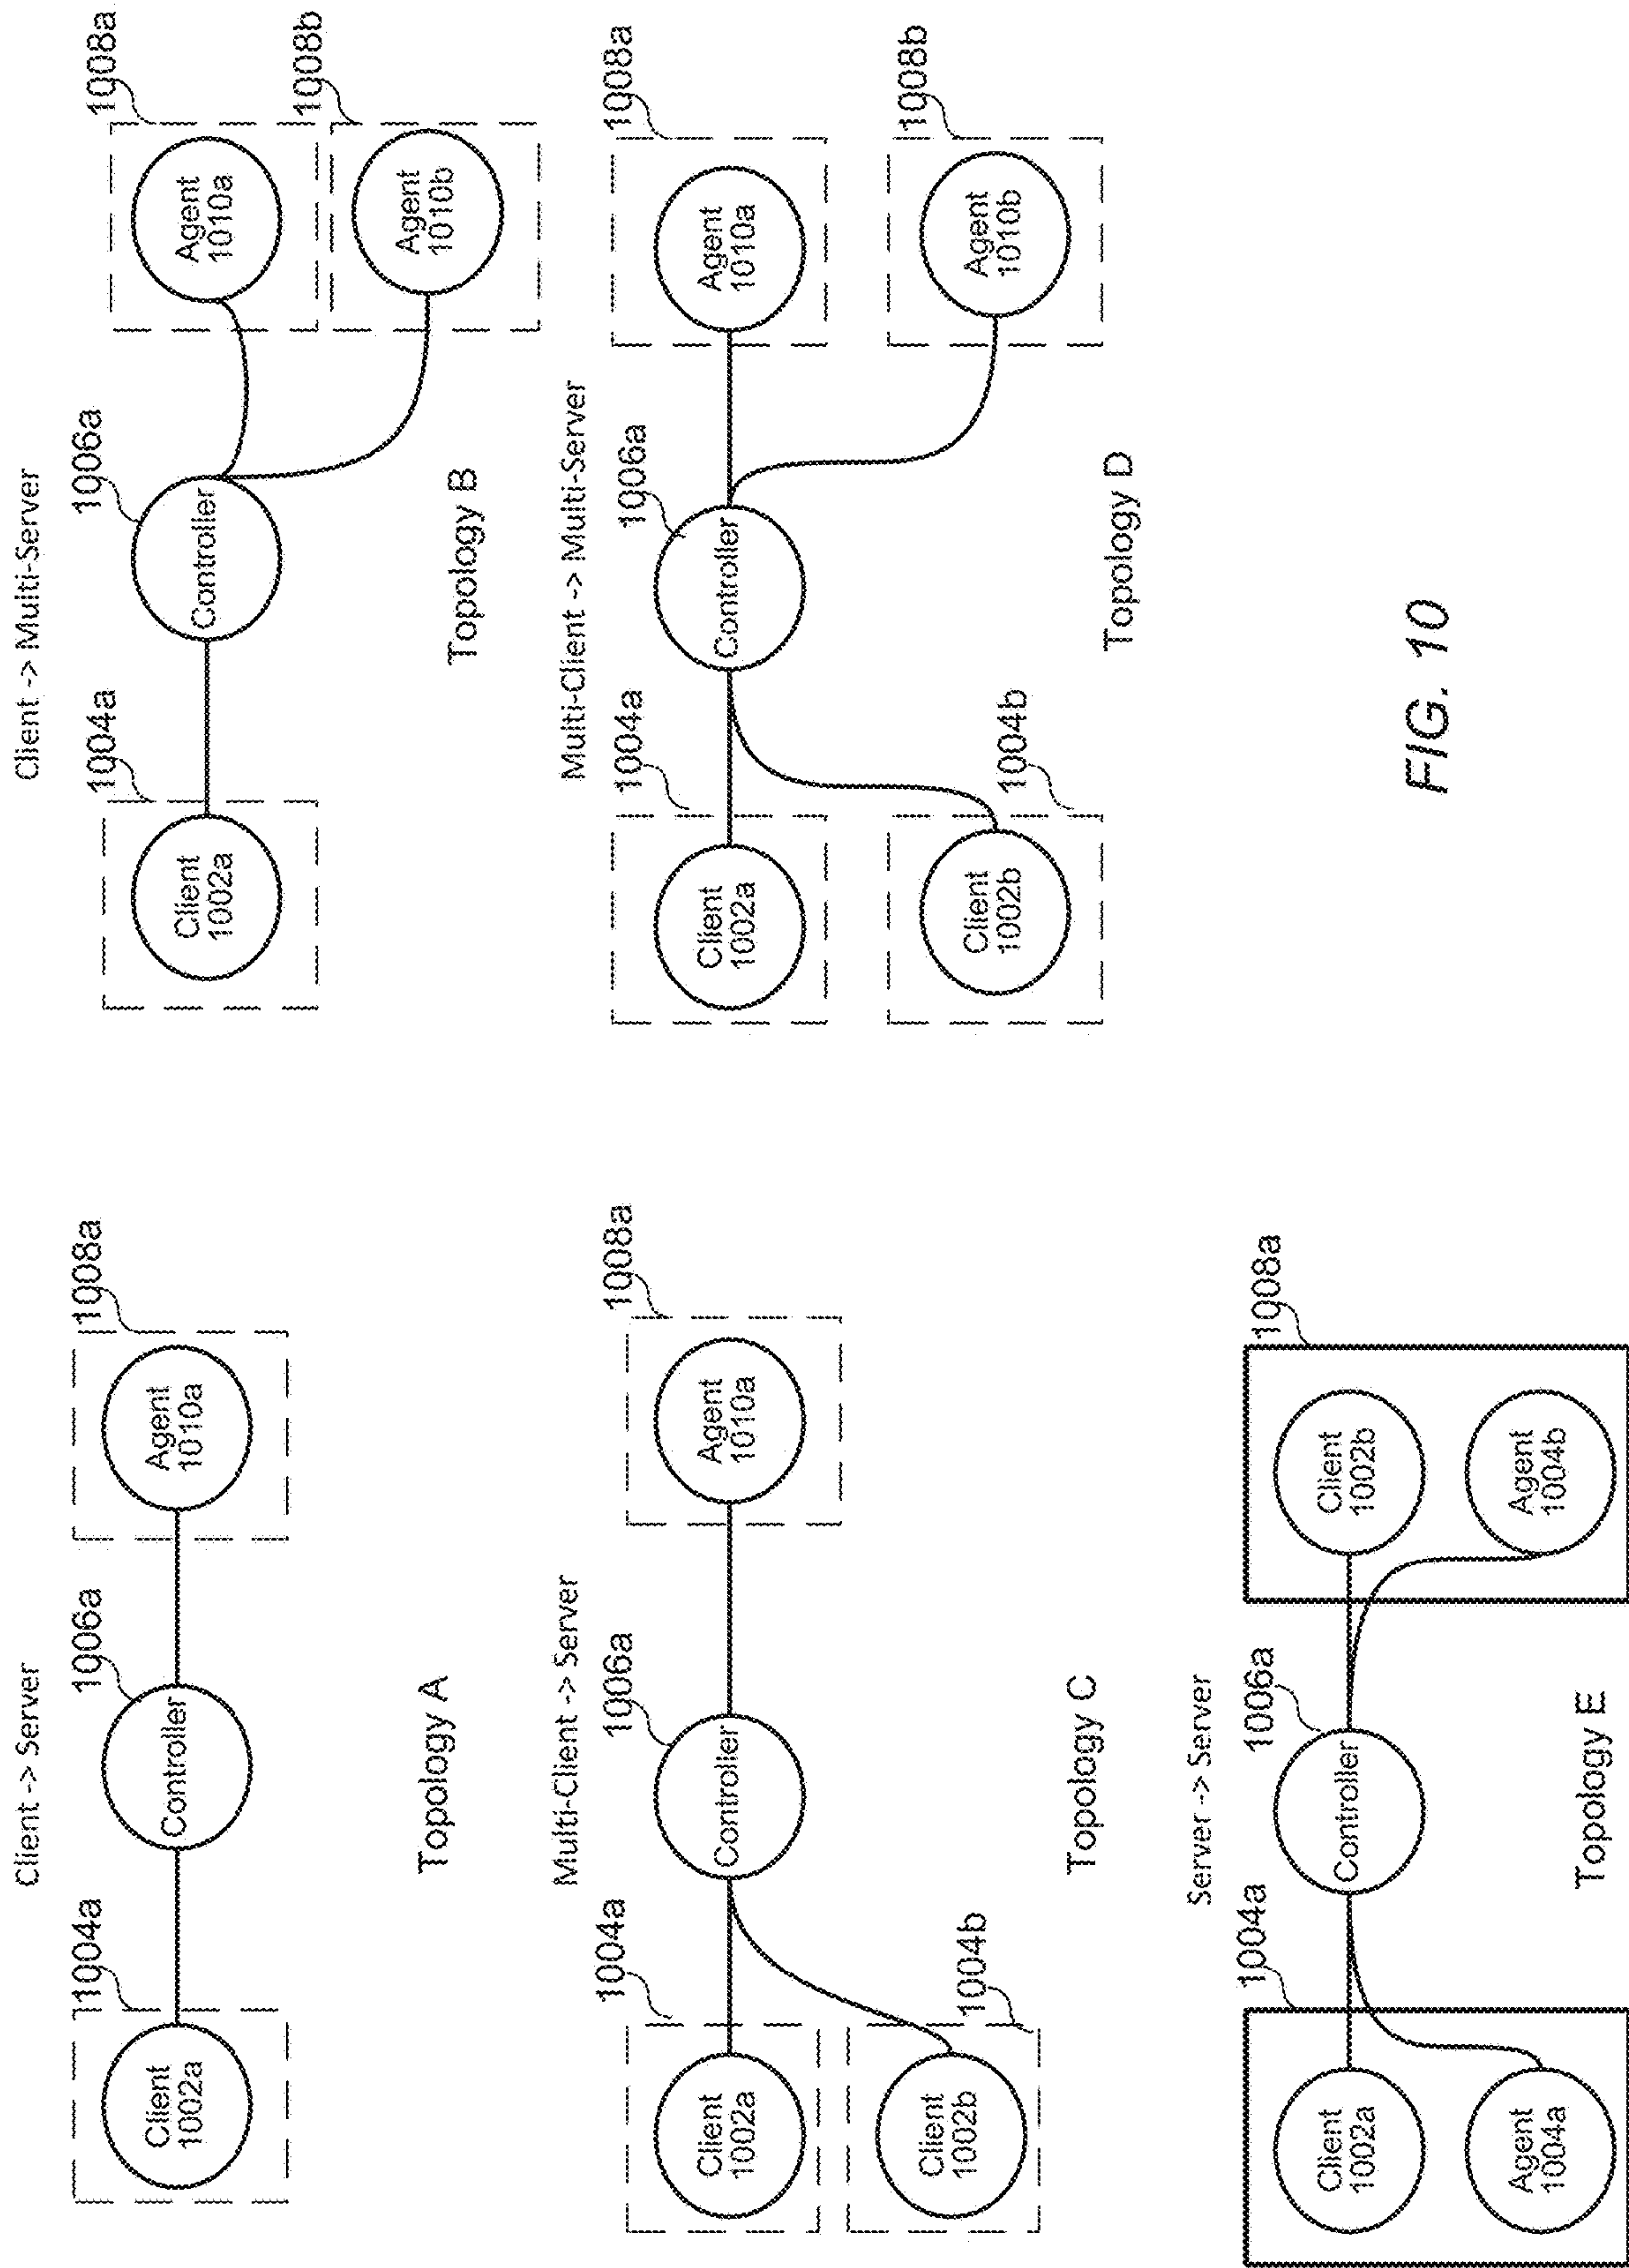 Client -> Server
1004a
1006a
1008a
Client
1002a
Controller
Agent
1010a
Topology A
Client -> Multi-Server
1004a
1006a
1008a
Client
1002a
Controller
Agent
1010a
1008b
Agent
1010b
Topology B
Multi-Client -> Server
1004a
1006a
1008a
Client
1002a
Controller
Agent
1010a
1004b
Client
1002b
Topology C
Multi-Client -> Multi-Server
1004a
1006a
1008a
Client
1002a
Controller
Agent
1010a
1004b
1008b
Client
1002b
Agent
1010b
Topology D
Server -> Server
1004a
1006a
1008a
Client
1002a
Controller
Client
1002b
Agent
1004a
Agent
1004b
Topology E
FIG. 10